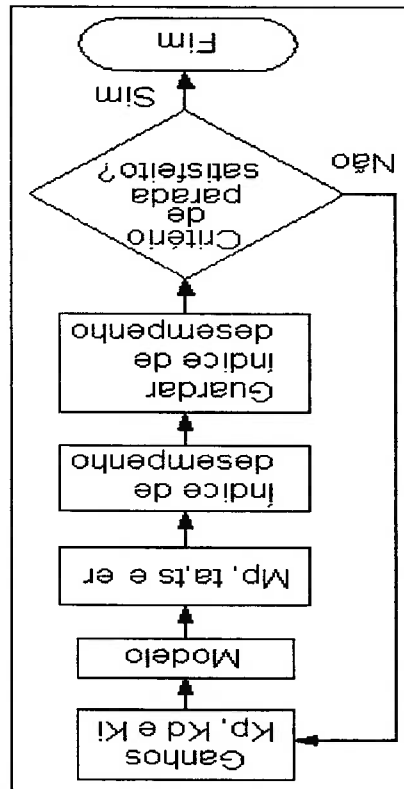 Ganhos
Kp, Kd e Ki
Modelo
Mp, ta,ts e er
Índice de
desempenho
Guardar
índice de
desempenho
Critério
de
parada
satisfeito?
Não
Sim
Fim